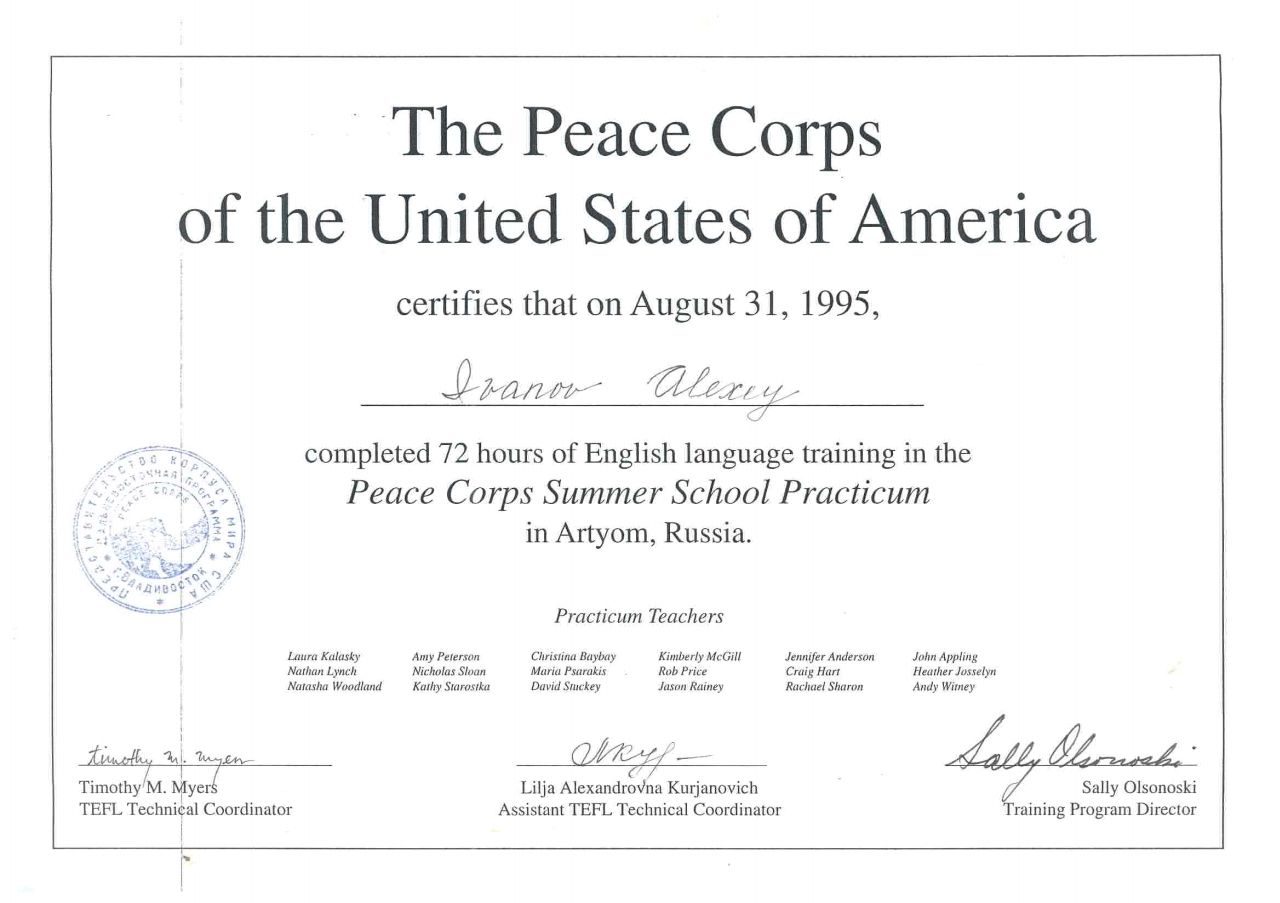 The Peace Corps
of the United States of America
certifies that on August 31, 1995,
Ivanov Alexey
completed 72 hours of English language training in the
Peace Corps Summer School Practicum
in Artyom, Russia.
ПРЕДСТАВИТЕЛЬСТВО КОРПУСА МИРА США
ДАЛЬНЕВОСТОЧНАЯ ПРОГРАММА
PEACE CORPS
* Г.ВЛАДИВОСТОК *
Practicum Teachers
Laura Kalasky Amy Peterson Christina Baybay Kimberly McGill Jennifer Anderson John Appling
Nathan Lynch Nicholas Sloan Maria Psarakis Rob Price Craig Hart Heather Josselyn
Natasha Woodland Kathy Starostka David Stuckey Jason Rainey Rachael Sharon Andy Witney
Timothy M. Myers Sally Olsonoski
Timothy M. Myers Lilja Alexandrovna Kurjanovich Sally Olsonoski
TEFL Technical Coordinator Assistant TEFL Technical Coordinator Training Program Director